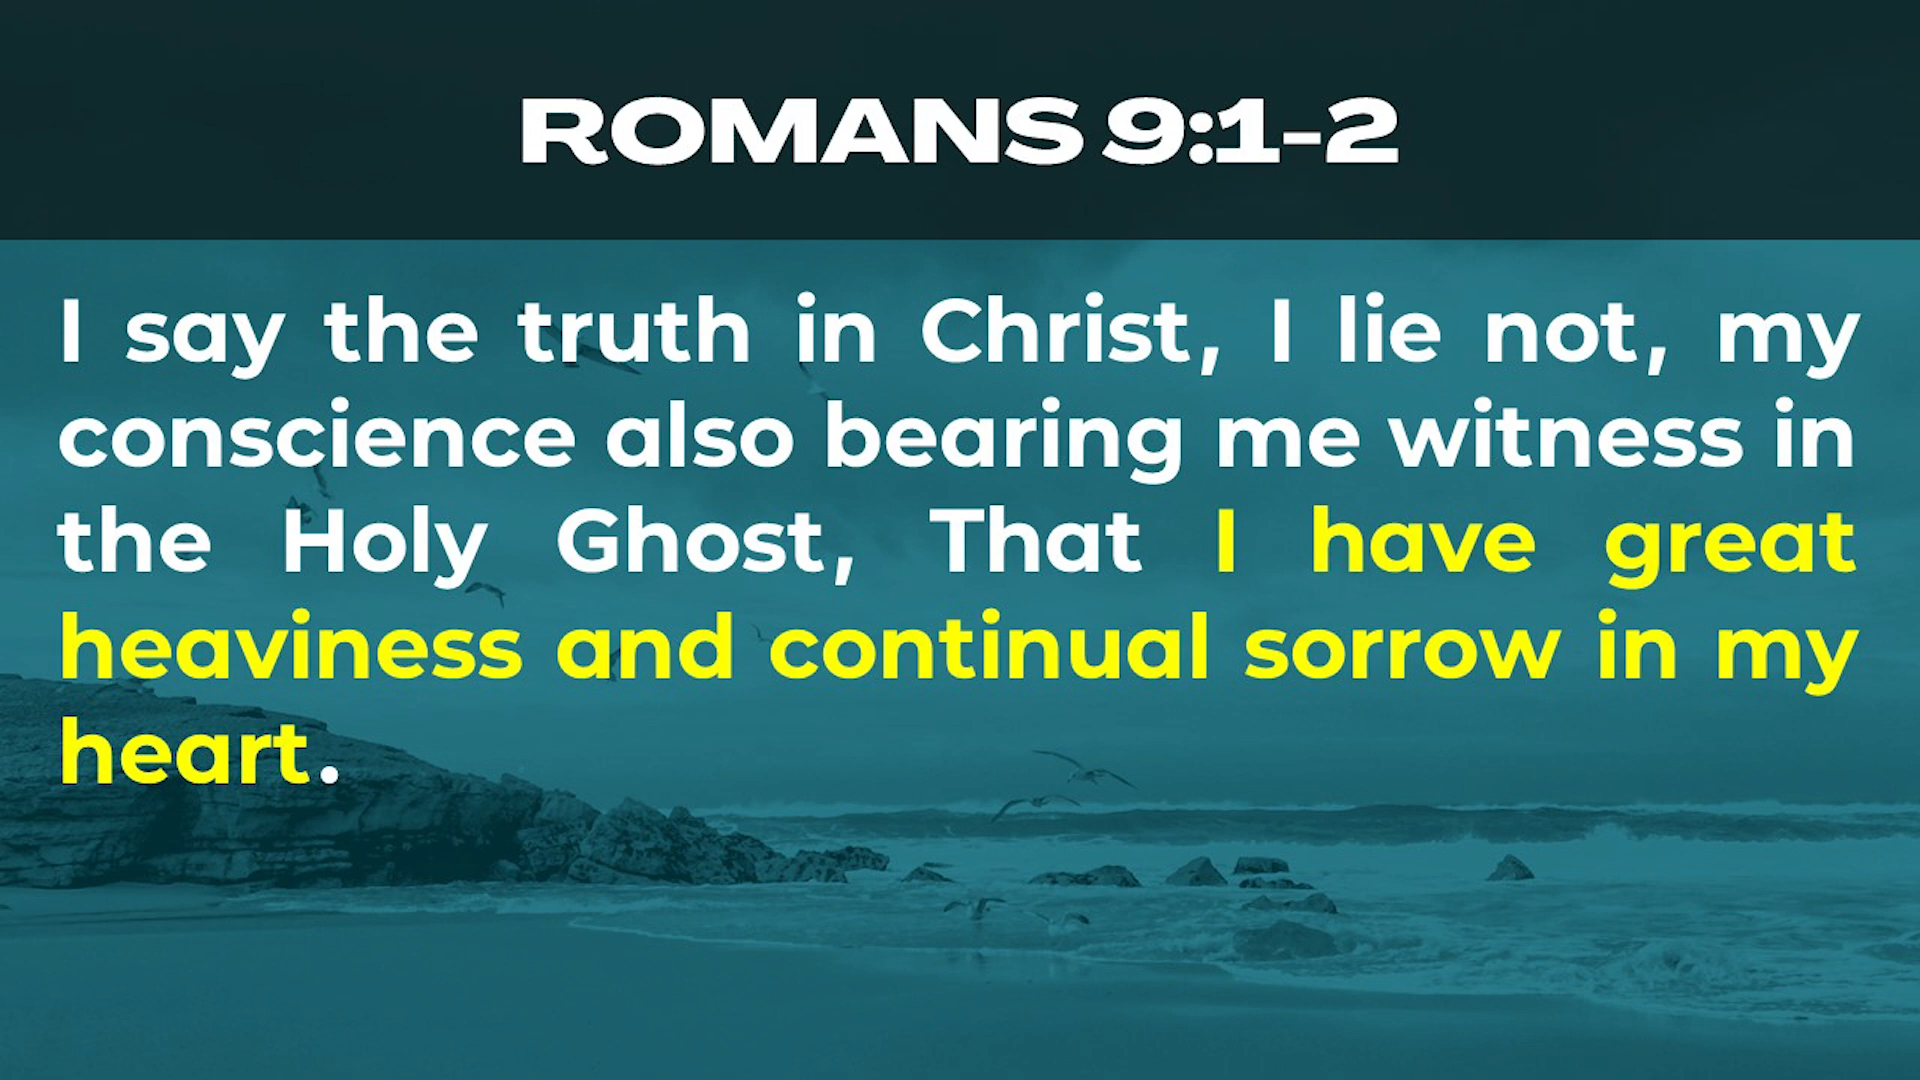 ROMANS 9:1-2
I say the truth in Christ, I lie not, my
conscience also bearing me witness in
the Holy Ghost, That I have great
heaviness and continual sorrow in my
heart.